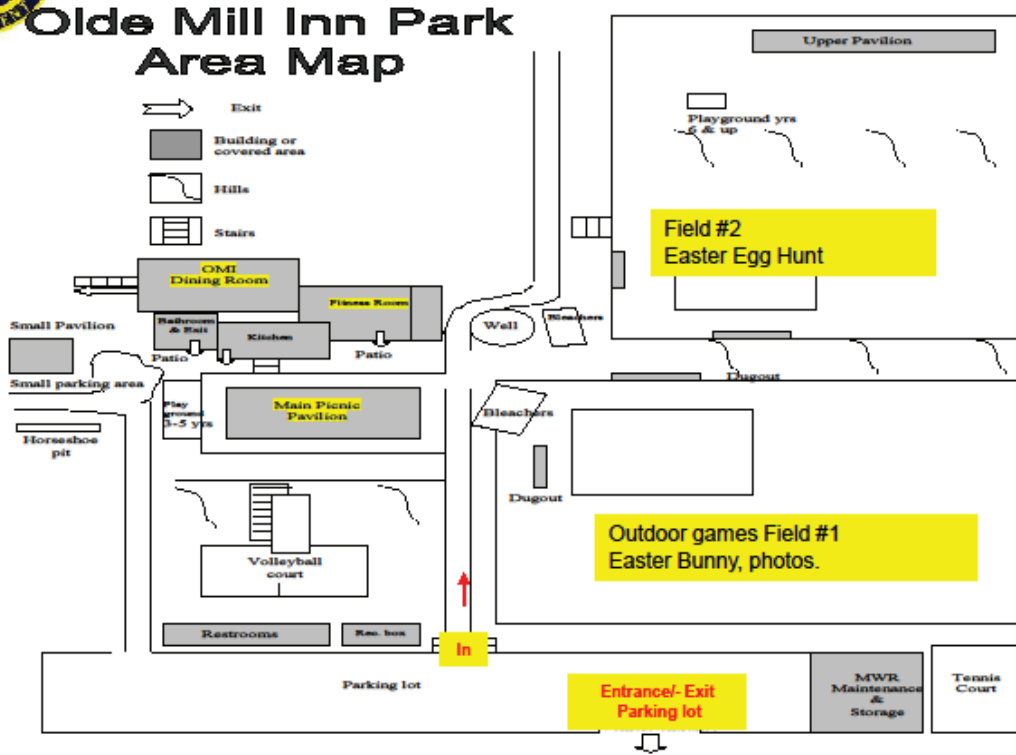 Olde Mill Inn Park
Area Map
Exit
Building or
covered area
Hills
Stairs
Upper Pavilion
Playground yrs
6 & up
Field #2
Easter Egg Hunt
OMI
Dining Room
Fitness Room
Bathroom
& Exit
Kitchen
Patio
Patio
Well
Bleachers
Small Pavilion
Small parking area
Horseshoe
pit
Play
ground
3-5 yrs
Main Picnic
Pavilion
Bleachers
Dugout
Dugout
Outdoor games Field #1
Easter Bunny, photos.
Volleyball
court
Restrooms
Rec. box
In
Parking lot
Entrance/- Exit
Parking lot
MWR
Maintenance
&
Storage
Tennis
Court